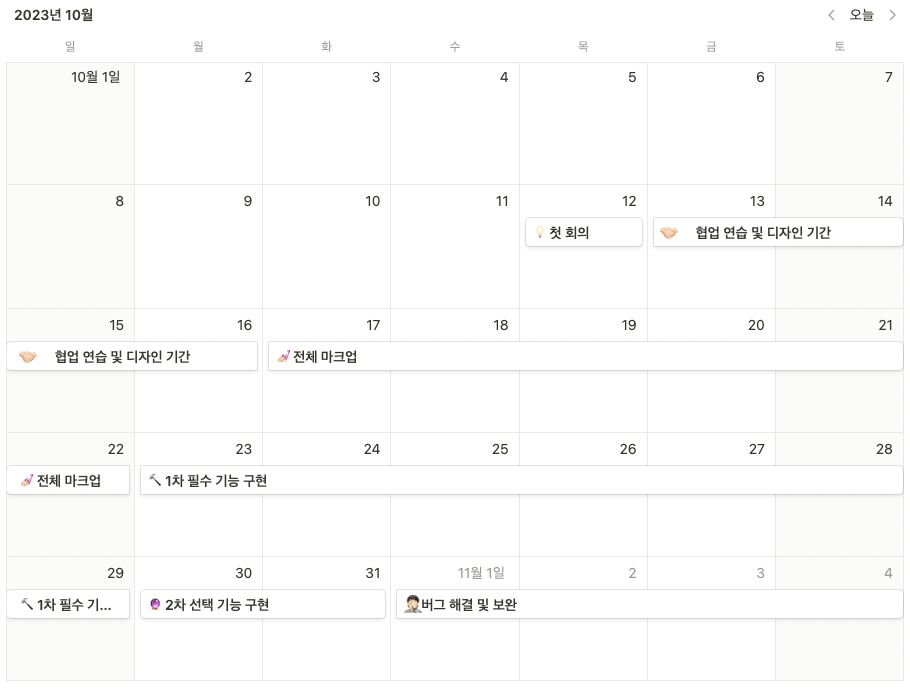 2023년 10월
오늘
일 월 화 수 목 금 토
10월 1일 2 3 4 5 6 7
8 9 10 11 12 13 14
첫 회의 협업 연습 및 디자인 기간
15 16 17 18 19 20 21
협업 연습 및 디자인 기간 전체 마크업
22 23 24 25 26 27 28
전체 마크업 1차 필수 기능 구현
29 30 31 11월 1일 2 3 4
1차 필수 기... 2차 선택 기능 구현 버그 해결 및 보완